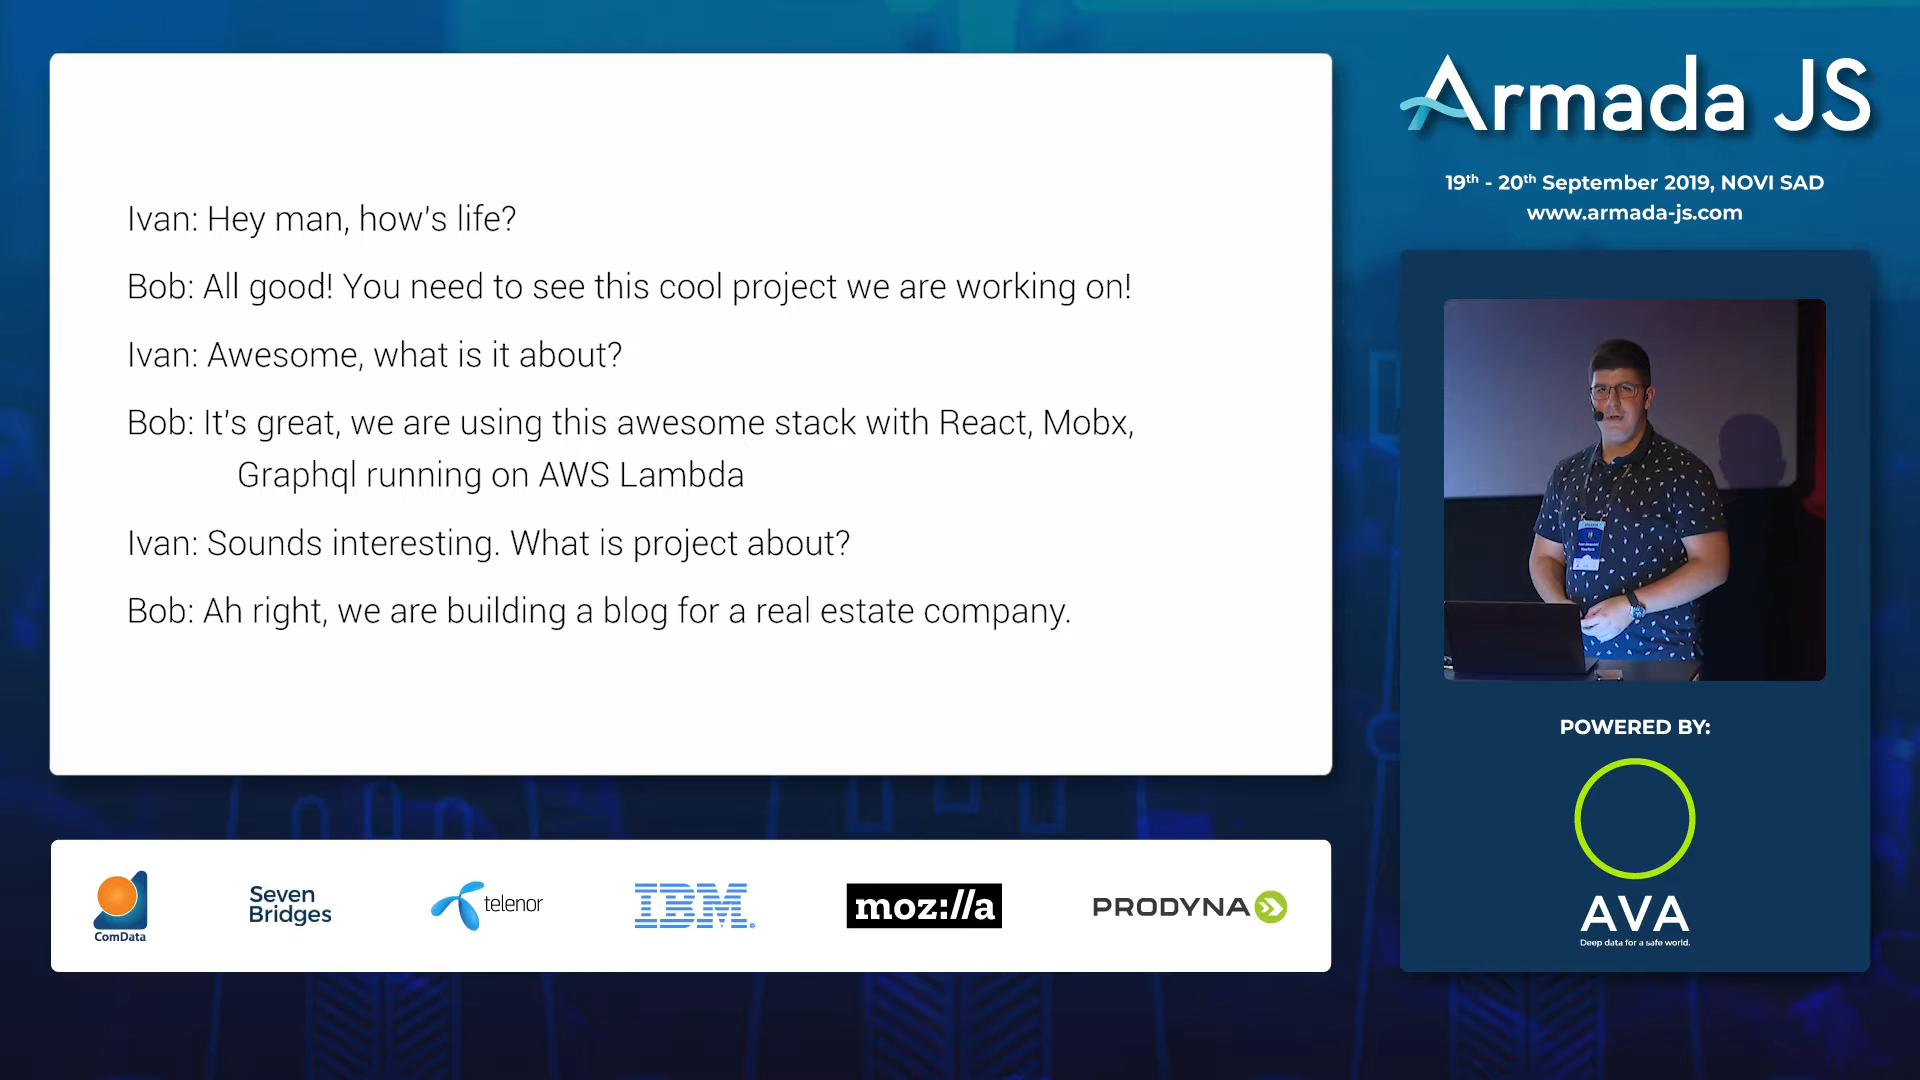 Ivan: Hey man, how's life?
Bob: All good! You need to see this cool project we are working on!
Ivan: Awesome, what is it about?
Bob: It's great, we are using this awesome stack with React, Mobx,
Graphql running on AWS Lambda
Ivan: Sounds interesting. What is project about?
Bob: Ah right, we are building a blog for a real estate company.
Armada JS
19th - 20th September 2019, NOVI SAD
www.armada-js.com
POWERED BY:
AVA
Deep data for a safe world.
ComData
Seven
Bridges
telenor
IBM®
moz://a
PRODYNA